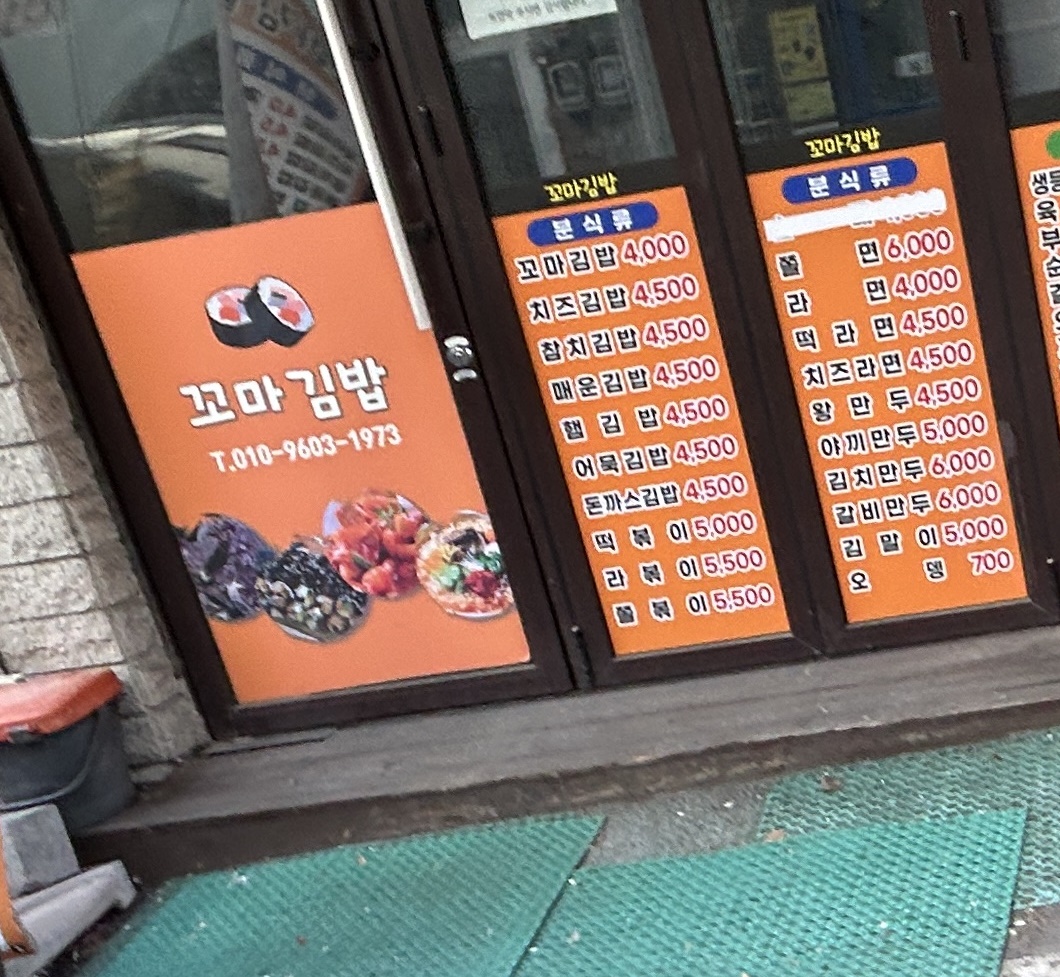 꼬마김밥
T.010-9603-1973
꼬마김밥
분식류
꼬마김밥 4,000
치즈김밥 4,500
참치김밥 4,500
매운김밥 4,500
햄김밥 4,500
어묵김밥 4,500
돈까스김밥 4,500
떡볶이 5,000
라볶이 5,500
쫄볶이 5,500
꼬마김밥
분식류
쫄면 6,000
라면 4,000
떡라면 4,500
치즈라면 4,500
왕만두 4,500
야끼만두 5,000
김치만두 6,000
갈비만두 6,000
김말이 5,000
오뎅 700